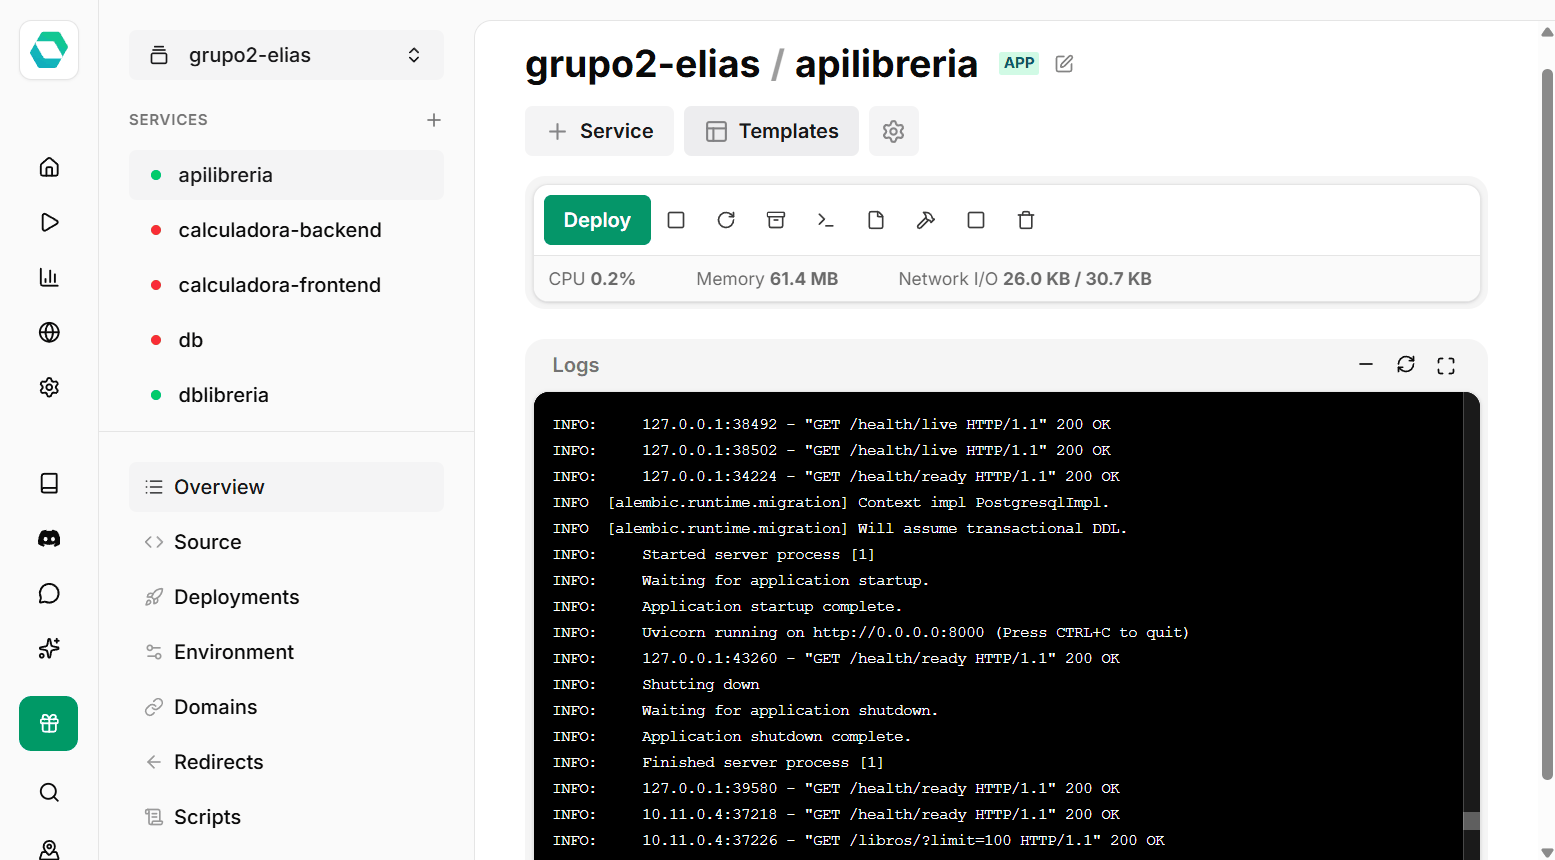 grupo2-elias
SERVICES
apilibreria
calculadora-backend
calculadora-frontend
db
dblibreria
Overview
Source
Deployments
Environment
Domains
Redirects
Scripts
grupo2-elias / apilibreria APP
Service
Templates
Deploy
CPU 0.2% Memory 61.4 MB Network I/O 26.0 KB / 30.7 KB
Logs
INFO: 127.0.0.1:38492 - "GET /health/live HTTP/1.1" 200 OK
INFO: 127.0.0.1:38502 - "GET /health/live HTTP/1.1" 200 OK
INFO: 127.0.0.1:34224 - "GET /health/ready HTTP/1.1" 200 OK
INFO [alembic.runtime.migration] Context impl PostgresqlImpl.
INFO [alembic.runtime.migration] Will assume transactional DDL.
INFO: Started server process [1]
INFO: Waiting for application startup.
INFO: Application startup complete.
INFO: Uvicorn running on http://0.0.0.0:8000 (Press CTRL+C to quit)
INFO: 127.0.0.1:43260 - "GET /health/ready HTTP/1.1" 200 OK
INFO: Shutting down
INFO: Waiting for application shutdown.
INFO: Application shutdown complete.
INFO: Finished server process [1]
INFO: 127.0.0.1:39580 - "GET /health/ready HTTP/1.1" 200 OK
INFO: 10.11.0.4:37218 - "GET /health/ready HTTP/1.1" 200 OK
INFO: 10.11.0.4:37226 - "GET /libros/?limit=100 HTTP/1.1" 200 OK